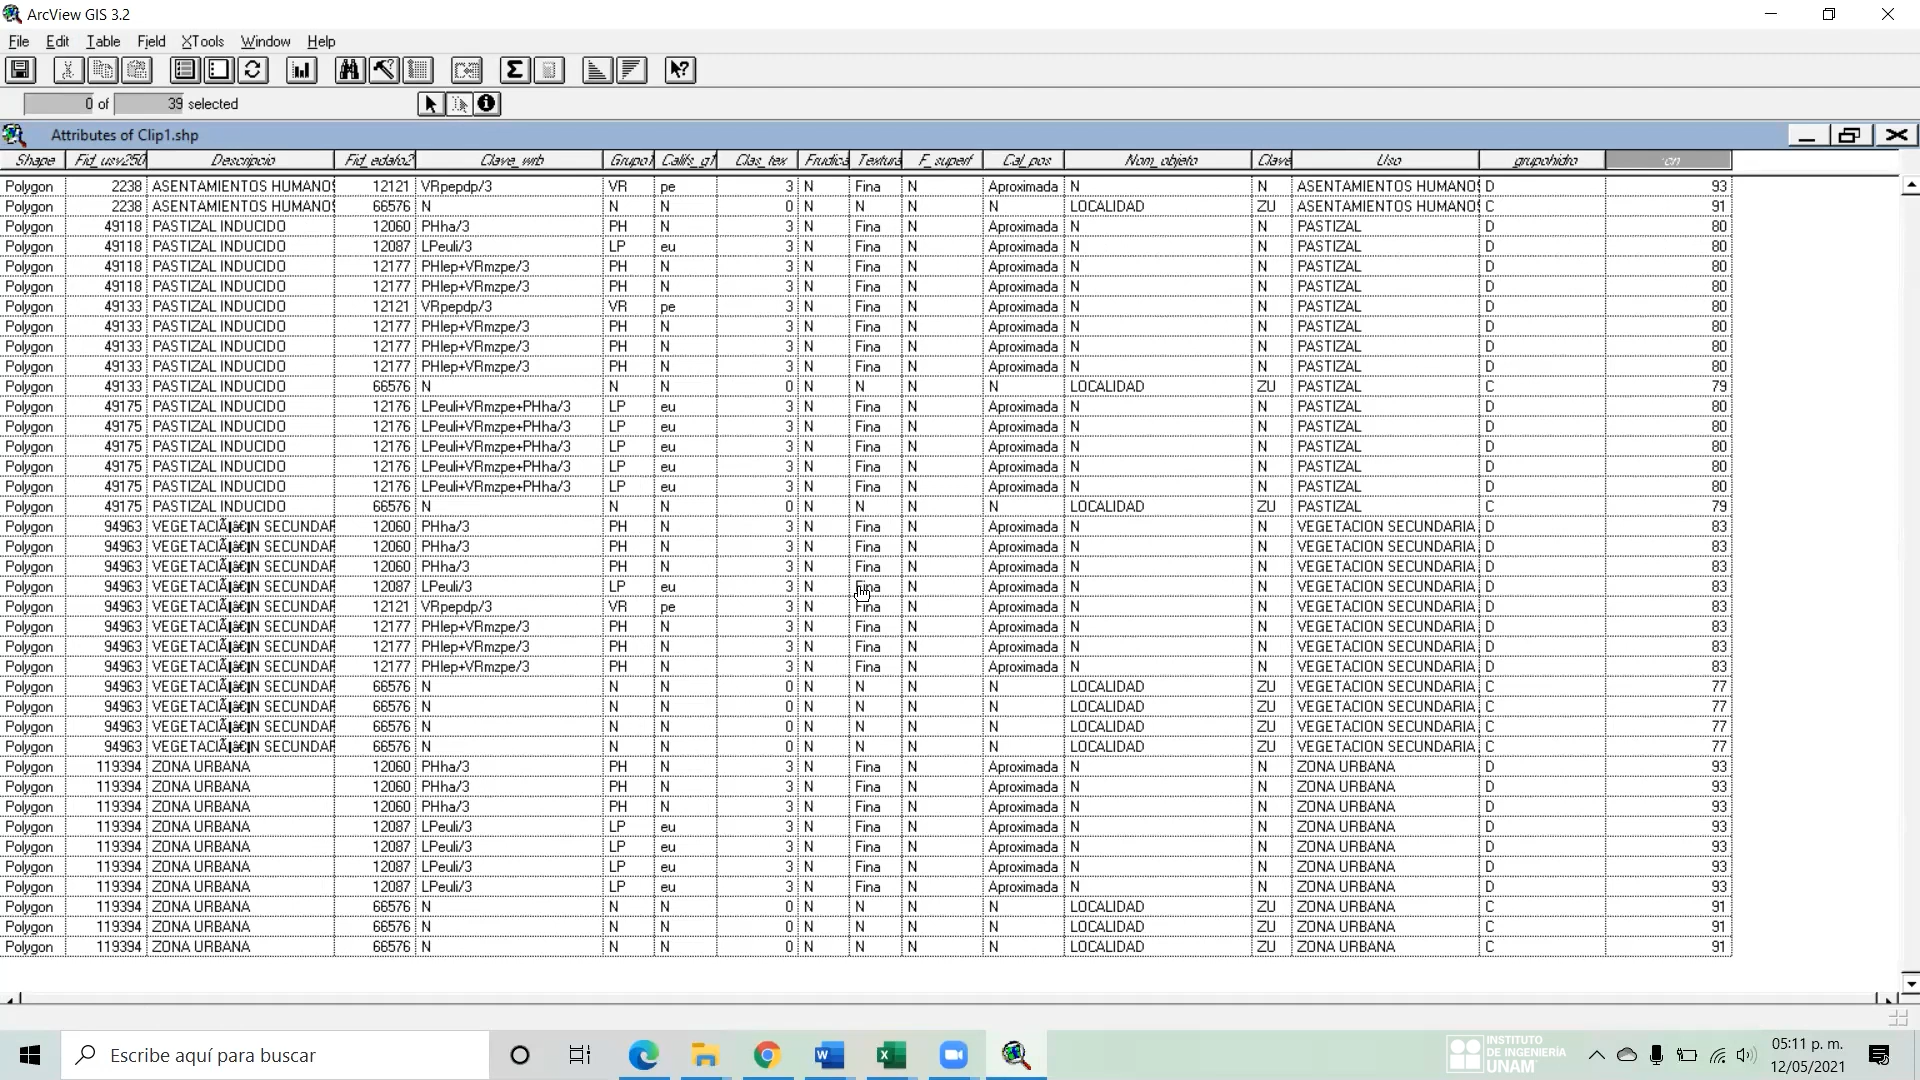 ArcView GIS 3.2
File Edit Table Field XTools Window Help
0 of 39 selected
Attributes of Clip1.shp
Shape Fid_usv250 Descripcio Fid_edafo2 Clave_wrb Grupo1 Califs_g1 Clas_tex Frudica Textura F_superf Cal_pos Nom_objeto Clave Uso grupohidro cn
Polygon 2238 ASENTAMIENTOS HUMANOS 12121 VRpepdp/3 VR pe 3 N Fina N Aproximada N N ASENTAMIENTOS HUMANOS D 93
Polygon 2238 ASENTAMIENTOS HUMANOS 66576 N N N 0 N N N N LOCALIDAD ZU ASENTAMIENTOS HUMANOS C 91
Polygon 49118 PASTIZAL INDUCIDO 12060 PHha/3 PH N 3 N Fina N Aproximada N N PASTIZAL D 80
Polygon 49118 PASTIZAL INDUCIDO 12087 LPeuli/3 LP eu 3 N Fina N Aproximada N N PASTIZAL D 80
Polygon 49118 PASTIZAL INDUCIDO 12177 PHlep+VRmzpe/3 PH N 3 N Fina N Aproximada N N PASTIZAL D 80
Polygon 49118 PASTIZAL INDUCIDO 12177 PHlep+VRmzpe/3 PH N 3 N Fina N Aproximada N N PASTIZAL D 80
Polygon 49133 PASTIZAL INDUCIDO 12121 VRpepdp/3 VR pe 3 N Fina N Aproximada N N PASTIZAL D 80
Polygon 49133 PASTIZAL INDUCIDO 12177 PHlep+VRmzpe/3 PH N 3 N Fina N Aproximada N N PASTIZAL D 80
Polygon 49133 PASTIZAL INDUCIDO 12177 PHlep+VRmzpe/3 PH N 3 N Fina N Aproximada N N PASTIZAL D 80
Polygon 49133 PASTIZAL INDUCIDO 12177 PHlep+VRmzpe/3 PH N 3 N Fina N Aproximada N N PASTIZAL D 80
Polygon 49133 PASTIZAL INDUCIDO 66576 N N N 0 N N N N LOCALIDAD ZU PASTIZAL C 79
Polygon 49175 PASTIZAL INDUCIDO 12176 LPeuli+VRmzpe+PHha/3 LP eu 3 N Fina N Aproximada N N PASTIZAL D 80
Polygon 49175 PASTIZAL INDUCIDO 12176 LPeuli+VRmzpe+PHha/3 LP eu 3 N Fina N Aproximada N N PASTIZAL D 80
Polygon 49175 PASTIZAL INDUCIDO 12176 LPeuli+VRmzpe+PHha/3 LP eu 3 N Fina N Aproximada N N PASTIZAL D 80
Polygon 49175 PASTIZAL INDUCIDO 12176 LPeuli+VRmzpe+PHha/3 LP eu 3 N Fina N Aproximada N N PASTIZAL D 80
Polygon 49175 PASTIZAL INDUCIDO 12176 LPeuli+VRmzpe+PHha/3 LP eu 3 N Fina N Aproximada N N PASTIZAL D 80
Polygon 49175 PASTIZAL INDUCIDO 66576 N N N 0 N N N N LOCALIDAD ZU PASTIZAL C 79
Polygon 94963 SECUNDAR 12060 PHha/3 PH N 3 N Fina N Aproximada N N VEGETACION SECUNDARIA D 83
Polygon 94963 SECUNDAR 12060 PHha/3 PH N 3 N Fina N Aproximada N N VEGETACION SECUNDARIA D 83
Polygon 94963 SECUNDAR 12060 PHha/3 PH N 3 N Fina N Aproximada N N VEGETACION SECUNDARIA D 83
Polygon 94963 SECUNDAR 12087 LPeuli/3 LP eu 3 N Fina N Aproximada N N VEGETACION SECUNDARIA D 83
Polygon 94963 SECUNDAR 12121 VRpepdp/3 VR pe 3 N Fina N Aproximada N N VEGETACION SECUNDARIA D 83
Polygon 94963 SECUNDAR 12177 PHlep+VRmzpe/3 PH N 3 N Fina N Aproximada N N VEGETACION SECUNDARIA D 83
Polygon 94963 SECUNDAR 12177 PHlep+VRmzpe/3 PH N 3 N Fina N Aproximada N N VEGETACION SECUNDARIA D 83
Polygon 94963 SECUNDAR 12177 PHlep+VRmzpe/3 PH N 3 N Fina N Aproximada N N VEGETACION SECUNDARIA D 83
Polygon 94963 SECUNDAR 66576 N N N 0 N N N N LOCALIDAD ZU VEGETACION SECUNDARIA C 77
Polygon 94963 SECUNDAR 66576 N N N 0 N N N N LOCALIDAD ZU VEGETACION SECUNDARIA C 77
Polygon 94963 SECUNDAR 66576 N N N 0 N N N N LOCALIDAD ZU VEGETACION SECUNDARIA C 77
Polygon 94963 SECUNDAR 66576 N N N 0 N N N N LOCALIDAD ZU VEGETACION SECUNDARIA C 77
Polygon 119394 ZONA URBANA 12060 PHha/3 PH N 3 N Fina N Aproximada N N ZONA URBANA D 93
Polygon 119394 ZONA URBANA 12060 PHha/3 PH N 3 N Fina N Aproximada N N ZONA URBANA D 93
Polygon 119394 ZONA URBANA 12060 PHha/3 PH N 3 N Fina N Aproximada N N ZONA URBANA D 93
Polygon 119394 ZONA URBANA 12087 LPeuli/3 LP eu 3 N Fina N Aproximada N N ZONA URBANA D 93
Polygon 119394 ZONA URBANA 12087 LPeuli/3 LP eu 3 N Fina N Aproximada N N ZONA URBANA D 93
Polygon 119394 ZONA URBANA 12087 LPeuli/3 LP eu 3 N Fina N Aproximada N N ZONA URBANA D 93
Polygon 119394 ZONA URBANA 12087 LPeuli/3 LP eu 3 N Fina N Aproximada N N ZONA URBANA D 93
Polygon 119394 ZONA URBANA 66576 N N N 0 N N N N LOCALIDAD ZU ZONA URBANA C 91
Polygon 119394 ZONA URBANA 66576 N N N 0 N N N N LOCALIDAD ZU ZONA URBANA C 91
Polygon 119394 ZONA URBANA 66576 N N N 0 N N N N LOCALIDAD ZU ZONA URBANA C 91
Escribe aquí para buscar
INSTITUTO
DE INGENIERÍA
UNAM
05:11 p. m.
12/05/2021